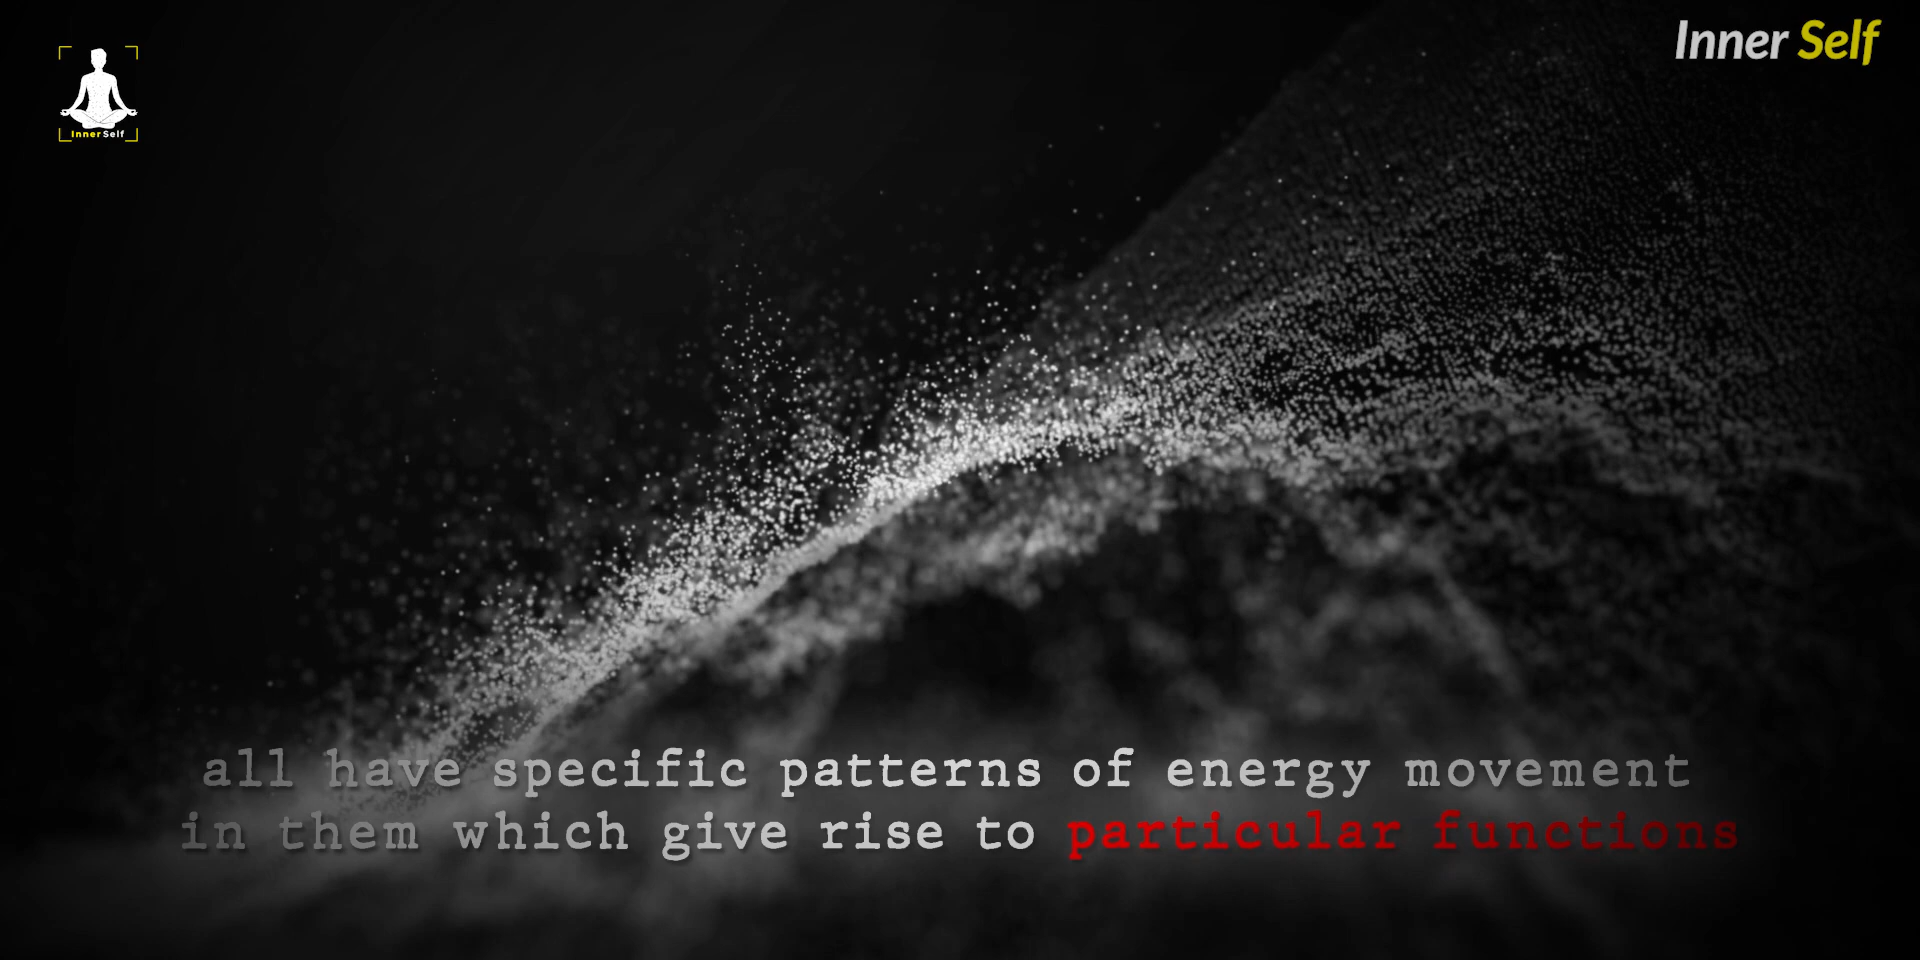 Inner Self
InnerSelf
all have specific patterns of energy movement
in them which give rise to particular functions